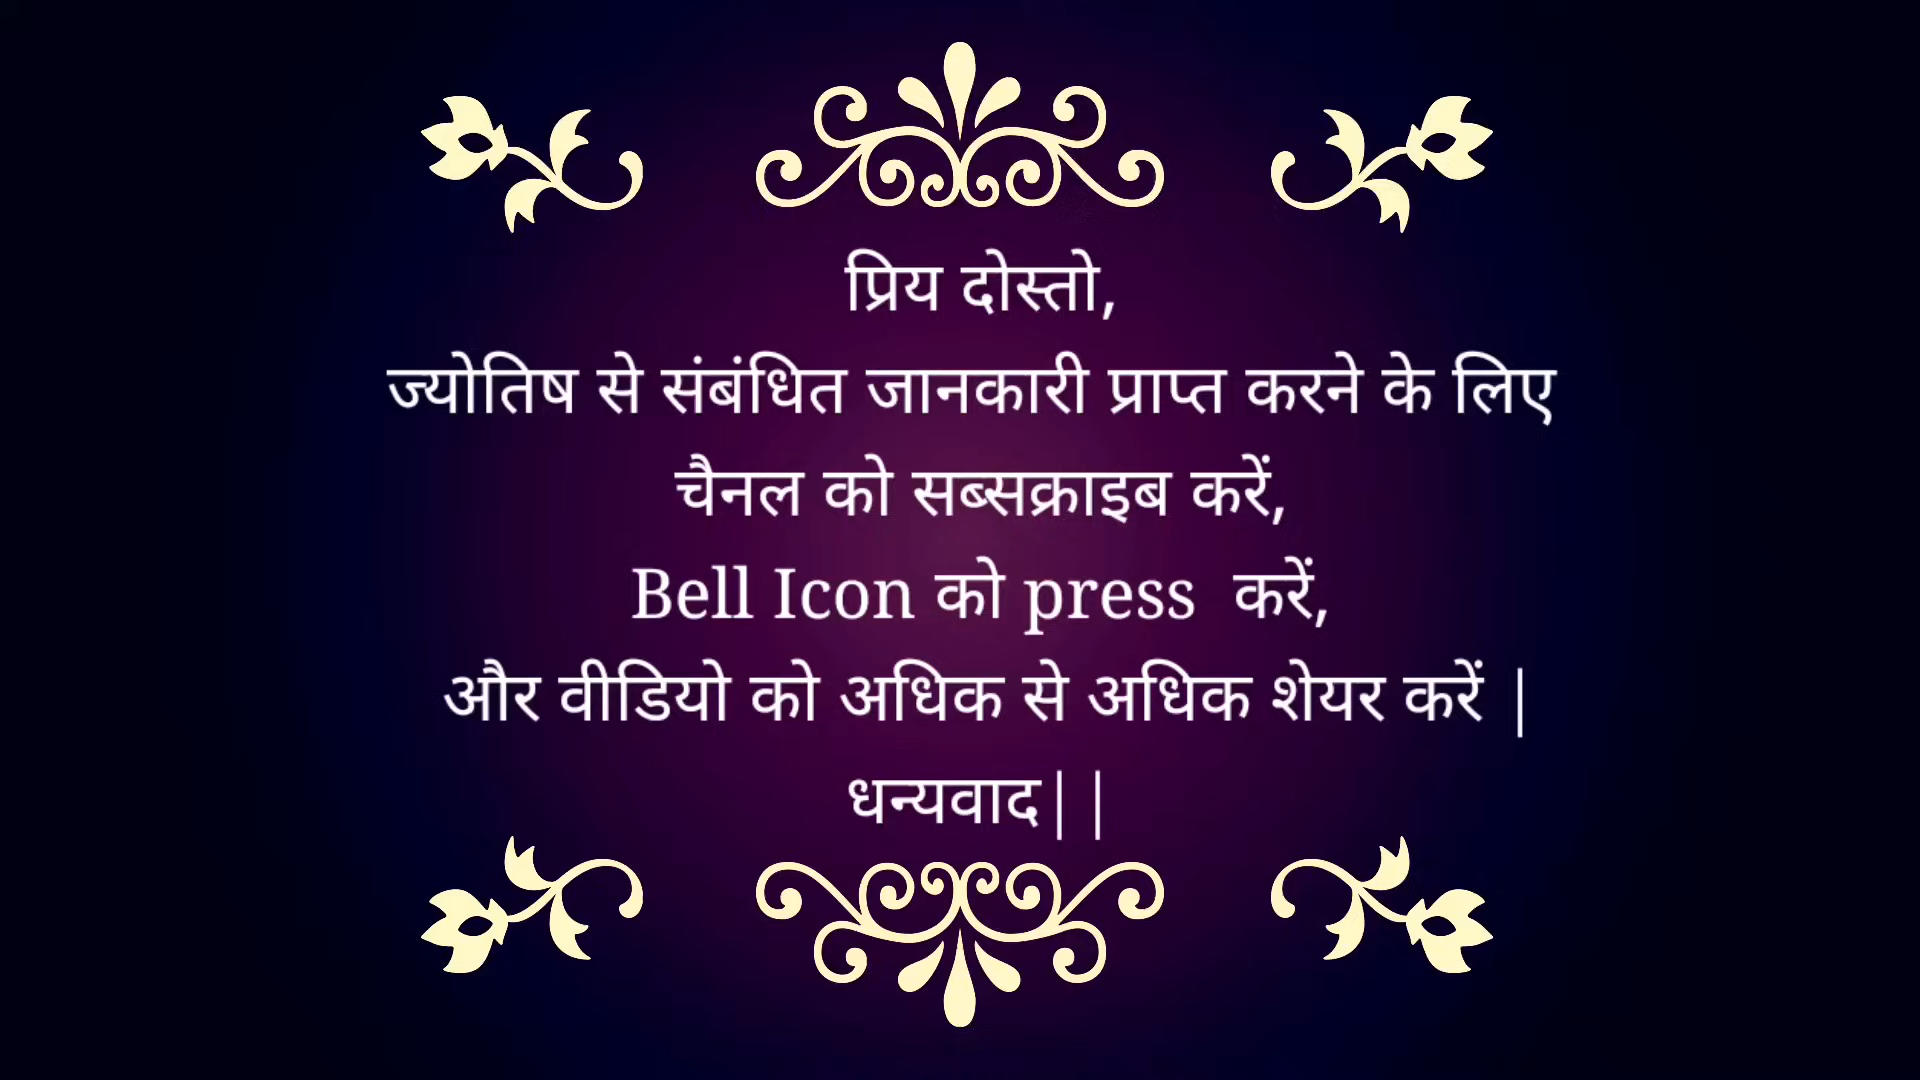 प्रिय दोस्तो,
ज्योतिष से संबंधित जानकारी प्राप्त करने के लिए
चैनल को सब्सक्राइब करें,
Bell Icon को press  करें,
और वीडियो को अधिक से अधिक शेयर करें |
धन्यवाद||